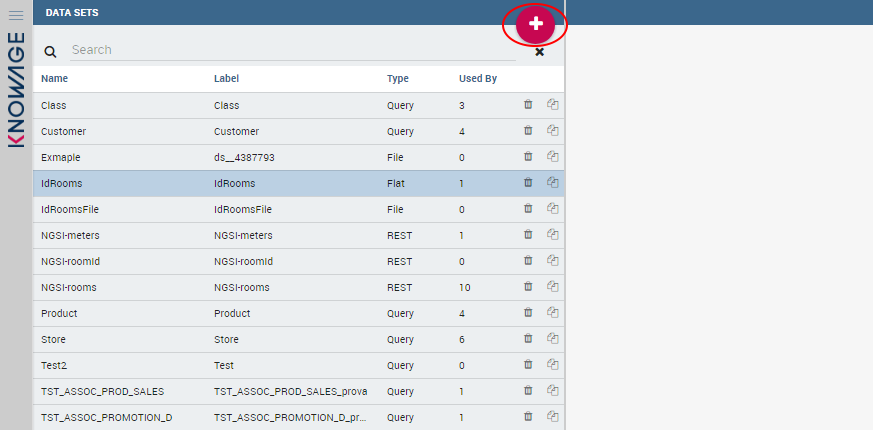 DATA SETS
KNOWAGE
Search
Name Label Type Used By
Class Class Query 3
Customer Customer Query 4
Exmaple ds__4387793 File 0
IdRooms IdRooms Flat 1
IdRoomsFile IdRoomsFile File 0
NGSI-meters NGSI-meters REST 1
NGSI-roomId NGSI-roomId REST 0
NGSI-rooms NGSI-rooms REST 10
Product Product Query 4
Store Store Query 6
Test2 Test Query 0
TST_ASSOC_PROD_SALES TST_ASSOC_PROD_SALES_prova Query 1
TST_ASSOC_PROMOTION_D TST_ASSOC_PROMOTION_D_pr... Query 1